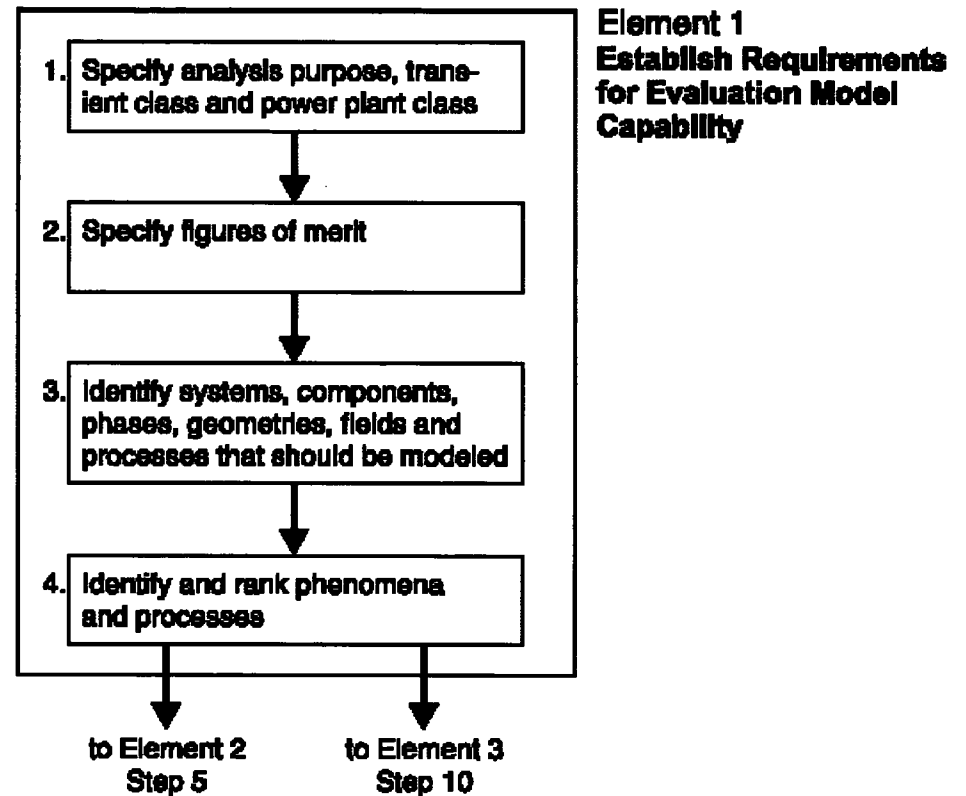 Element 1
Establish Requirements
for Evaluation Model
Capability
1. Specify analysis purpose, trans-
ient class and power plant class
2. Specify figures of merit
3. Identify systems, components,
phases, geometries, fields and
processes that should be modeled
4. Identify and rank phenomena
and processes
to Element 2
Step 5
to Element 3
Step 10